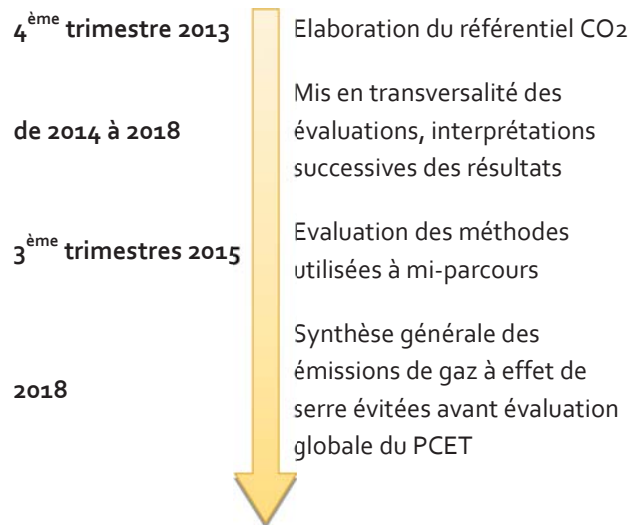 4ème trimestre 2013
Elaboration du référentiel CO2
de 2014 à 2018
Mis en transversalité des
évaluations, interprétations
successives des résultats
3ème trimestres 2015
Evaluation des méthodes
utilisées à mi-parcours
2018
Synthèse générale des
émissions de gaz à effet de
serre évitées avant évaluation
globale du PCET